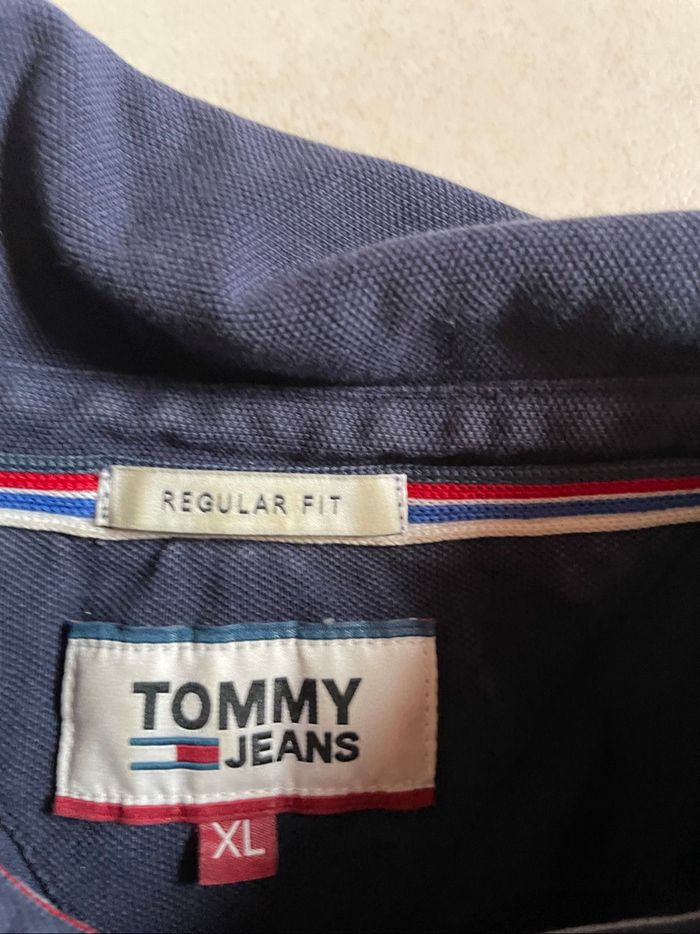 REGULAR FIT
TOMMY
JEANS
XL